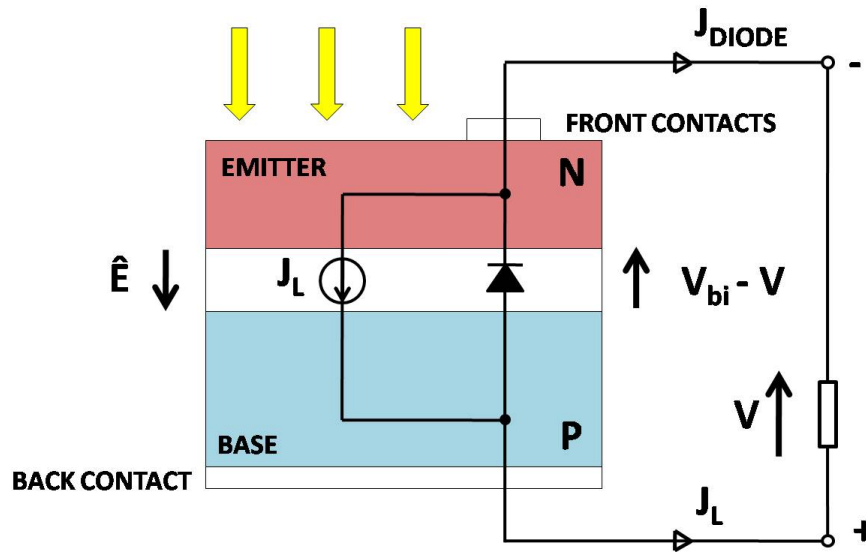 J_DIODE
-
FRONT CONTACTS
EMITTER
N
Ê
J_L
V_bi - V
V
BASE
P
BACK CONTACT
J_L
+